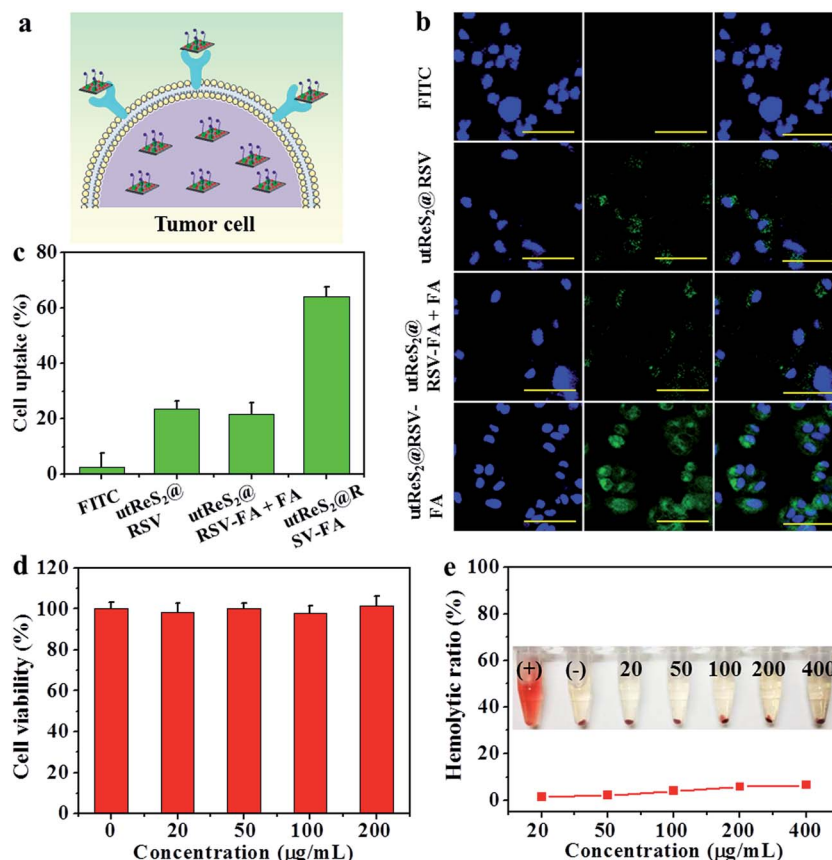 a
Tumor cell
b
FITC
utReS₂@RSV
utReS₂@
RSV-FA + FA
utReS₂@RSV-
FA
c
Cell uptake (%)
80
60
40
20
0
FITC
utReS₂@
RSV
utReS₂@
RSV-FA + FA
utReS₂@R
SV-FA
d
Cell viability (%)
120
100
80
60
40
20
0
0 20 50 100 200
Concentration (μg/mL)
e
Hemolytic ratio (%)
100
80
60
40
20
0
(+) (-) 20 50 100 200 400
20 50 100 200 400
Concentration (μg/mL)